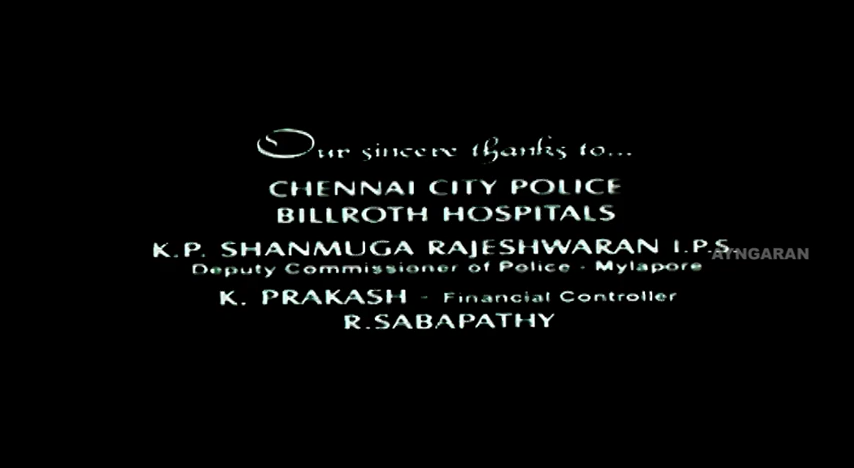 Our sincere thanks to...
CHENNAI CITY POLICE
BILLROTH HOSPITALS
K.P. SHANMUGA RAJESHWARAN I.P.S.
AYNGARAN
Deputy Commissioner of Police - Mylapore
K. PRAKASH - Financial Controller
R.SABAPATHY